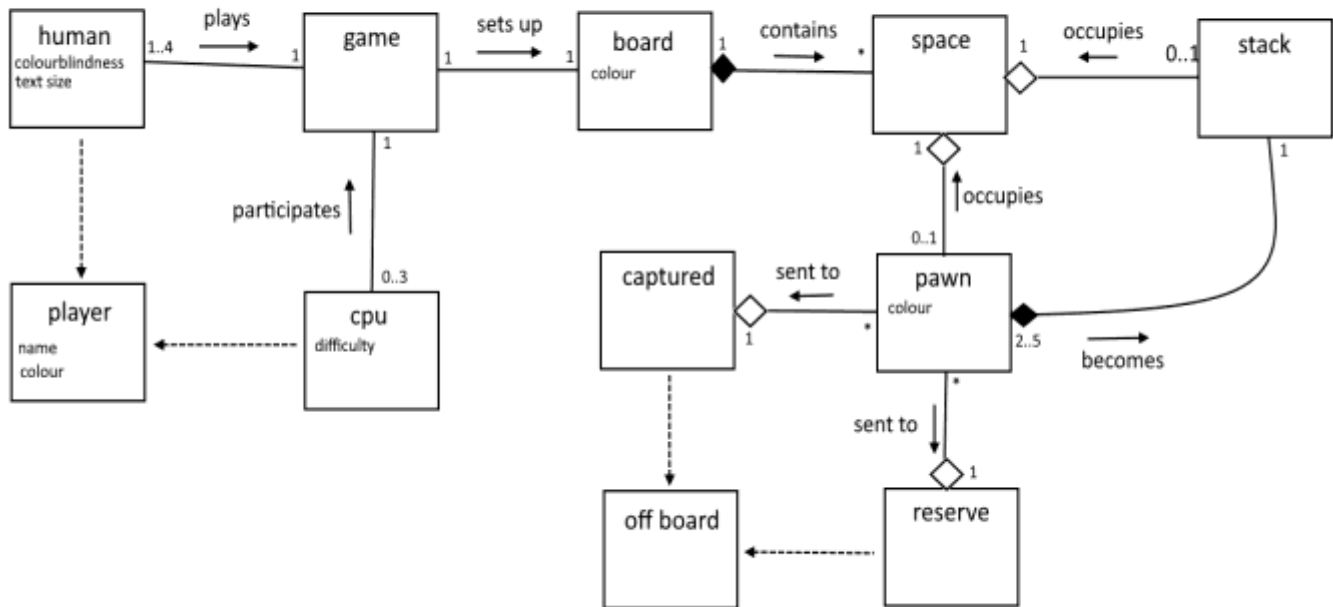 human
colourblindness
text size
1..4
plays
1
game
1
sets up
1
board
colour
1
contains
*
space
1
occupies
0..1
stack
1
participates
1
0..3
1
occupies
0..1
player
name
colour
cpu
difficulty
captured
1
sent to
*
pawn
colour
2..5
becomes
*
sent to
1
off board
reserve